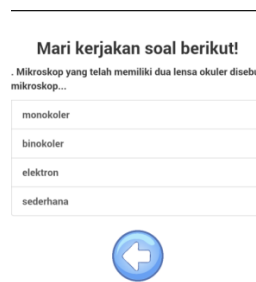 Mari kerjakan soal berikut!
. Mikroskop yang telah memiliki dua lensa okuler disebu
mikroskop...
monokoler
binokoler
elektron
sederhana